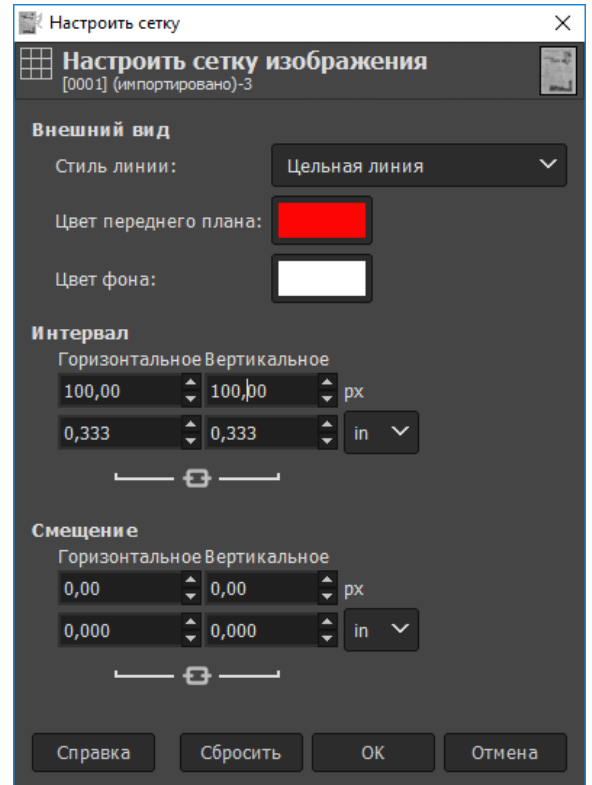 Настроить сетку
Настроить сетку изображения
[0001] (импортировано)-3
Внешний вид
Стиль линии: Цельная линия
Цвет переднего плана:
Цвет фона:
Интервал
Горизонтальное Вертикальное
100,00 100,00 px
0,333 0,333 in
Смещение
Горизонтальное Вертикальное
0,00 0,00 px
0,000 0,000 in
Справка Сбросить OK Отмена